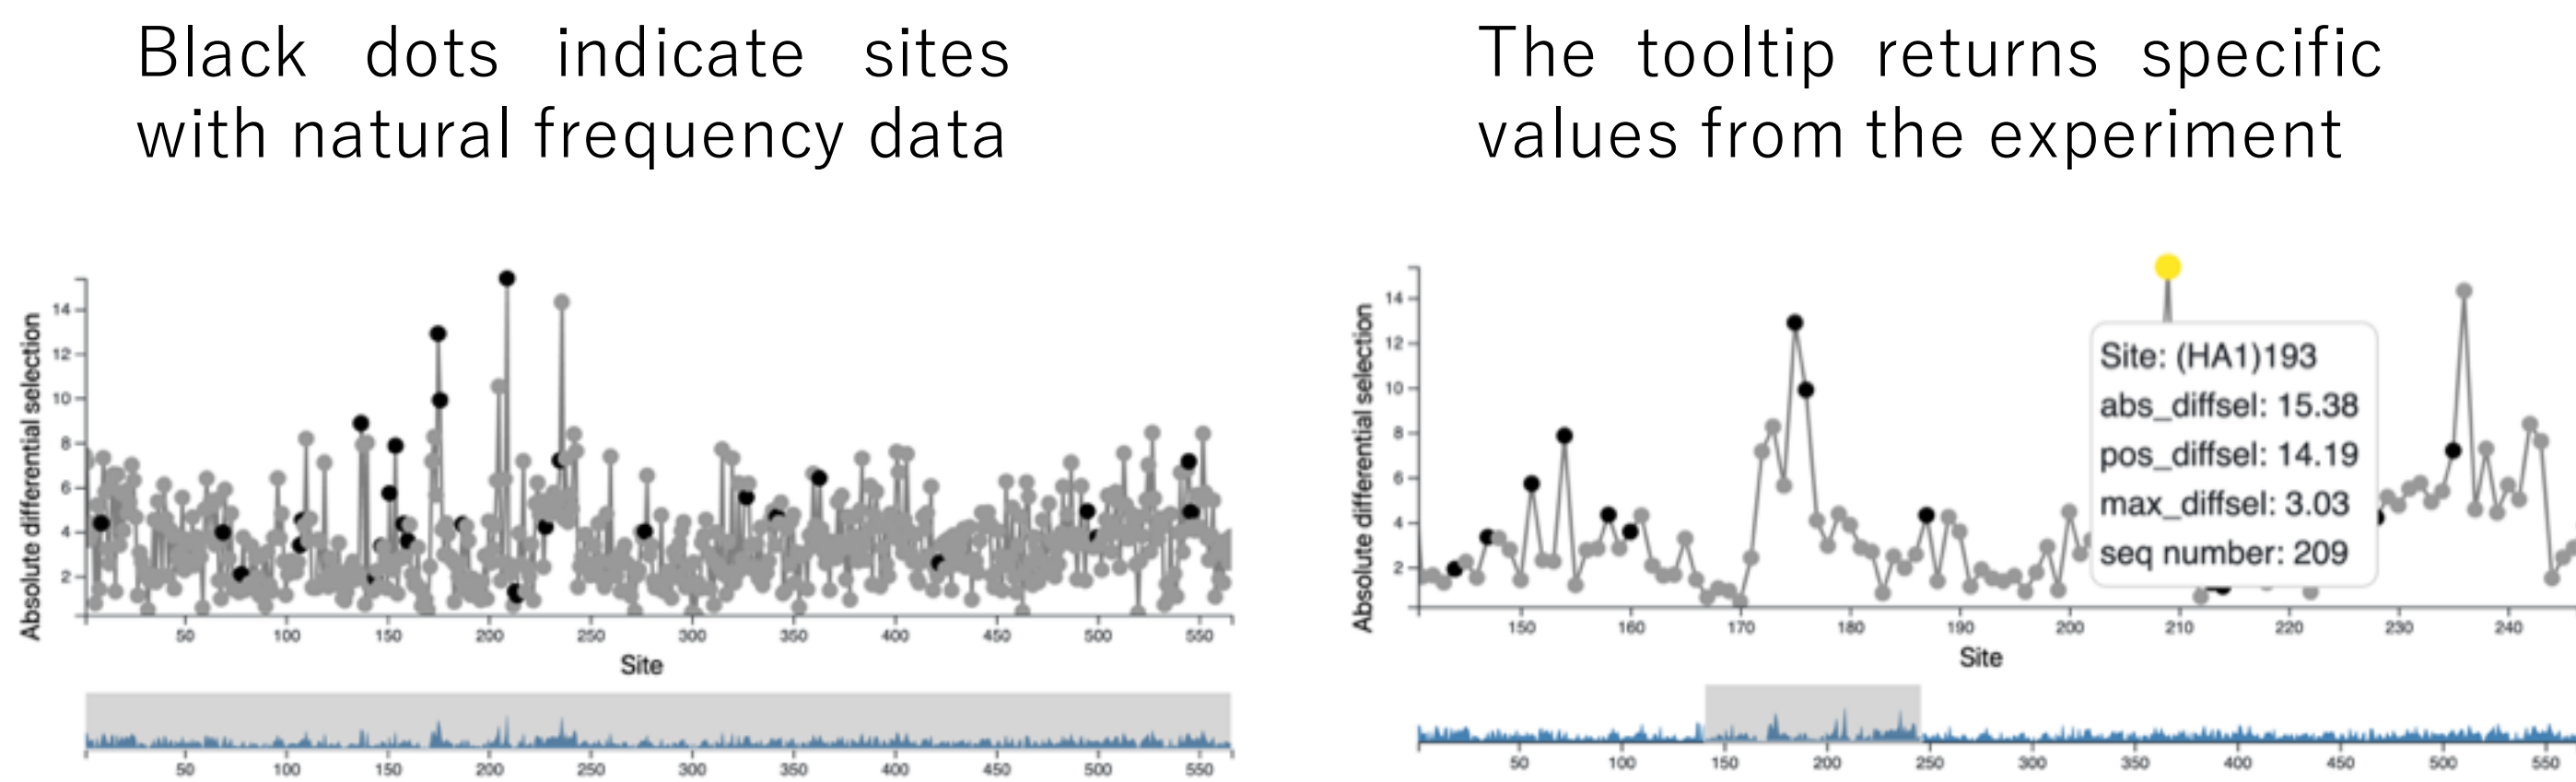 Black dots indicate sites
with natural frequency data
The tooltip returns specific
values from the experiment
Absolute differential selection
14
12
10
8
6
4
2
50 100 150 200 250 300 350 400 450 500 550
Site
50 100 150 200 250 300 350 400 450 500 550
Absolute differential selection
14
12
10
8
6
4
2
Site: (HA1)193
abs_diffsel: 15.38
pos_diffsel: 14.19
max_diffsel: 3.03
seq number: 209
150 160 170 180 190 200 210 220 230 240
Site
50 100 150 200 250 300 350 400 450 500 550